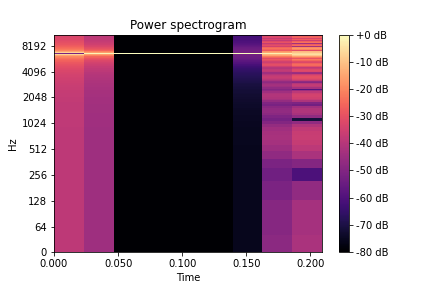 Power spectrogram
8192
4096
2048
1024
512
256
128
64
0
Hz
0.000 0.050 0.100 0.150 0.200
Time
+0 dB
-10 dB
-20 dB
-30 dB
-40 dB
-50 dB
-60 dB
-70 dB
-80 dB